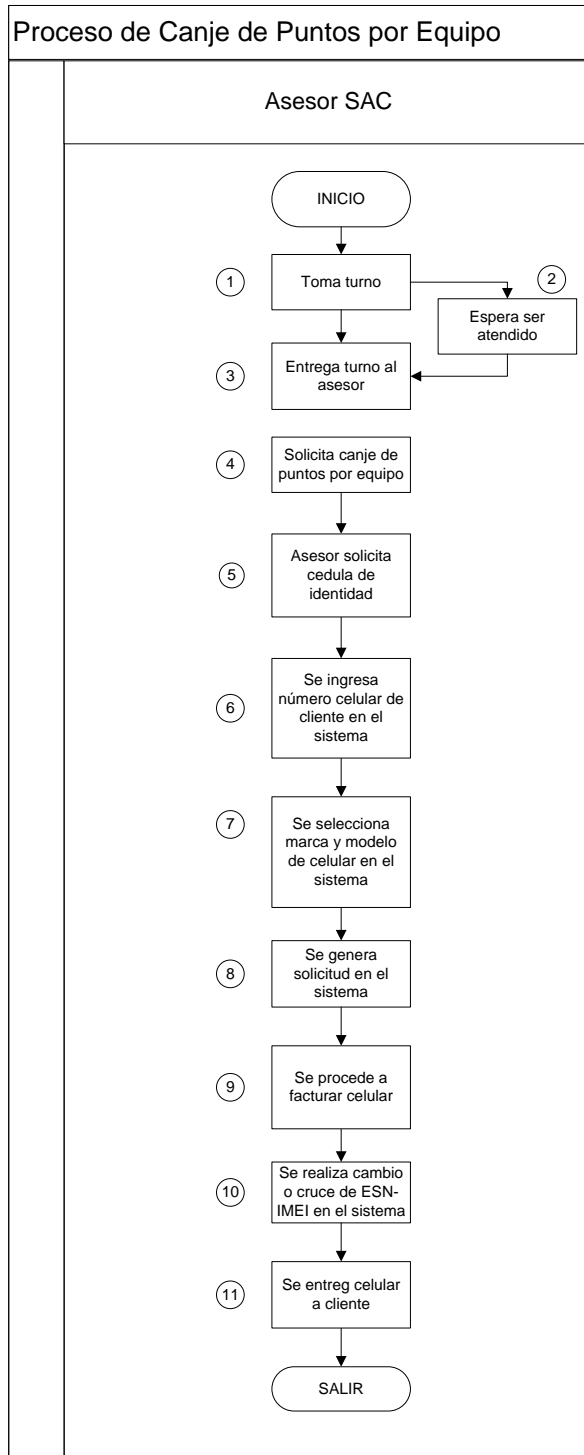 Proceso de Canje de Puntos por Equipo
Asesor SAC
INICIO
1
Toma turno
2
Espera ser
atendido
3
Entrega turno al
asesor
4
Solicita canje de
puntos por equipo
5
Asesor solicita
cedula de
identidad
6
Se ingresa
número celular de
cliente en el
sistema
7
Se selecciona
marca y modelo
de celular en el
sistema
8
Se genera
solicitud en el
sistema
9
Se procede a
facturar celular
10
Se realiza cambio
o cruce de ESN-
IMEI en el sistema
11
Se entreg celular
a cliente
SALIR